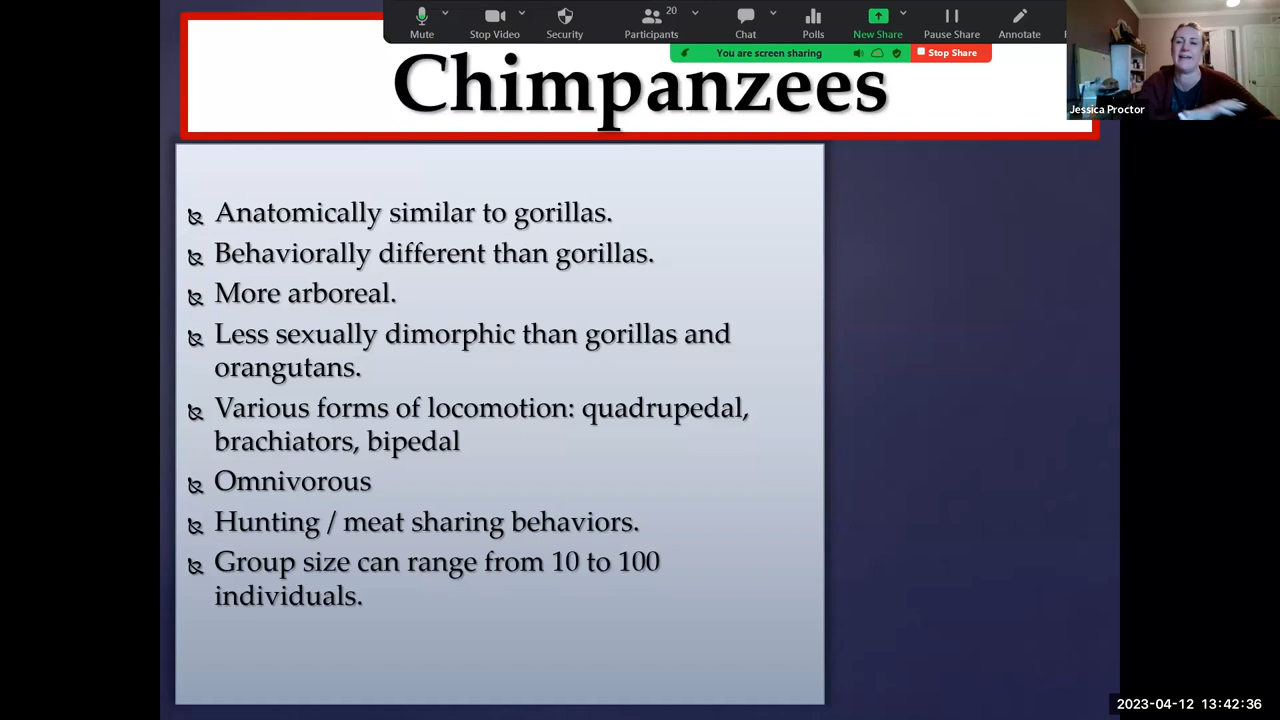 20
Mute
Stop Video
Security
Participants
Chat
Polls
New Share
Pause Share
Annotate
You are screen sharing
Stop Share
Jessica Proctor
Chimpanzees
Anatomically similar to gorillas.
Behaviorally different than gorillas.
More arboreal.
Less sexually dimorphic than gorillas and
orangutans.
Various forms of locomotion: quadrupedal,
brachiators, bipedal
Omnivorous
Hunting / meat sharing behaviors.
Group size can range from 10 to 100
individuals.
2023-04-12 13:42:36